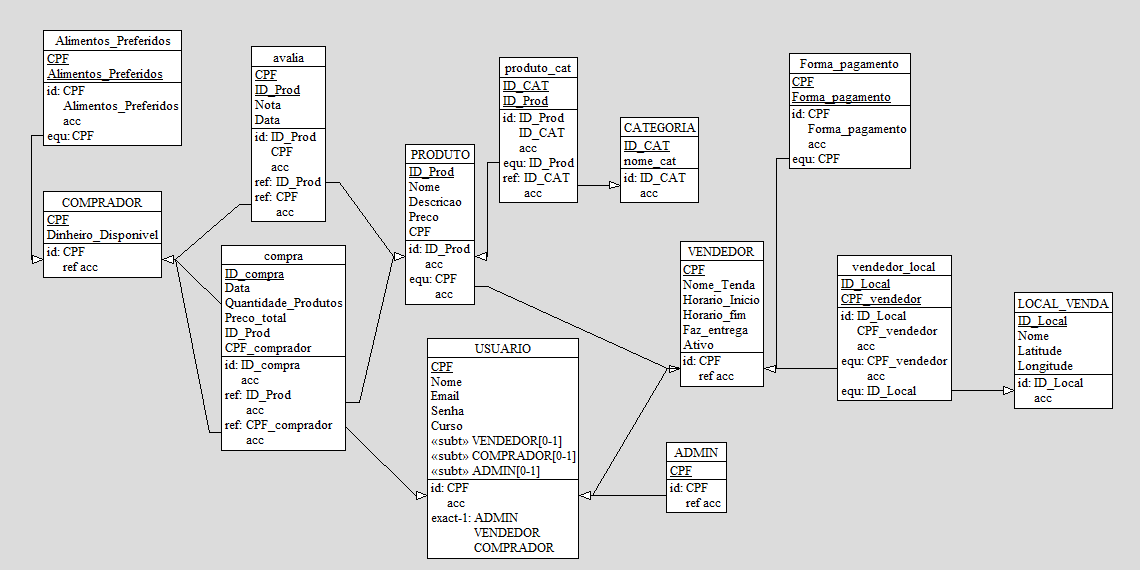 Alimentos_Preferidos
CPF
Alimentos_Preferidos
id: CPF
Alimentos_Preferidos
acc
equ: CPF
avalia
CPF
ID_Prod
Nota
Data
id: ID_Prod
CPF
acc
ref: ID_Prod
ref: CPF
acc
produto_cat
ID_CAT
ID_Prod
id: ID_Prod
ID_CAT
acc
equ: ID_Prod
ref: ID_CAT
acc
Forma_pagamento
CPF
Forma_pagamento
id: CPF
Forma_pagamento
acc
equ: CPF
CATEGORIA
ID_CAT
nome_cat
id: ID_CAT
acc
PRODUTO
ID_Prod
Nome
Descricao
Preco
CPF
id: ID_Prod
acc
equ: CPF
acc
COMPRADOR
CPF
Dinheiro_Disponivel
id: CPF
ref acc
compra
ID_compra
Data
Quantidade_Produtos
Preco_total
ID_Prod
CPF_comprador
id: ID_compra
acc
ref: ID_Prod
acc
ref: CPF_comprador
acc
VENDEDOR
CPF
Nome_Tenda
Horario_Inicio
Horario_fim
Faz_entrega
Ativo
id: CPF
ref acc
vendedor_local
ID_Local
CPF_vendedor
id: ID_Local
CPF_vendedor
acc
equ: CPF_vendedor
acc
equ: ID_Local
LOCAL_VENDA
ID_Local
Nome
Latitude
Longitude
id: ID_Local
acc
USUARIO
CPF
Nome
Email
Senha
Curso
«subt» VENDEDOR[0-1]
«subt» COMPRADOR[0-1]
«subt» ADMIN[0-1]
id: CPF
acc
exact-1: ADMIN
VENDEDOR
COMPRADOR
ADMIN
CPF
id: CPF
ref acc